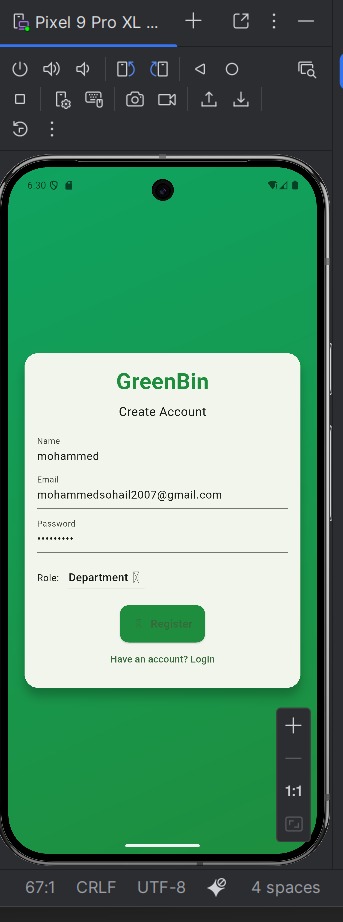 Pixel 9 Pro XL ...
6:30
GreenBin
Create Account
Name
mohammed
Email
mohammedsohail2007@gmail.com
Password
•••••••••
Role: Department
Register
Have an account? Login
1:1
67:1 CRLF UTF-8 4 spaces